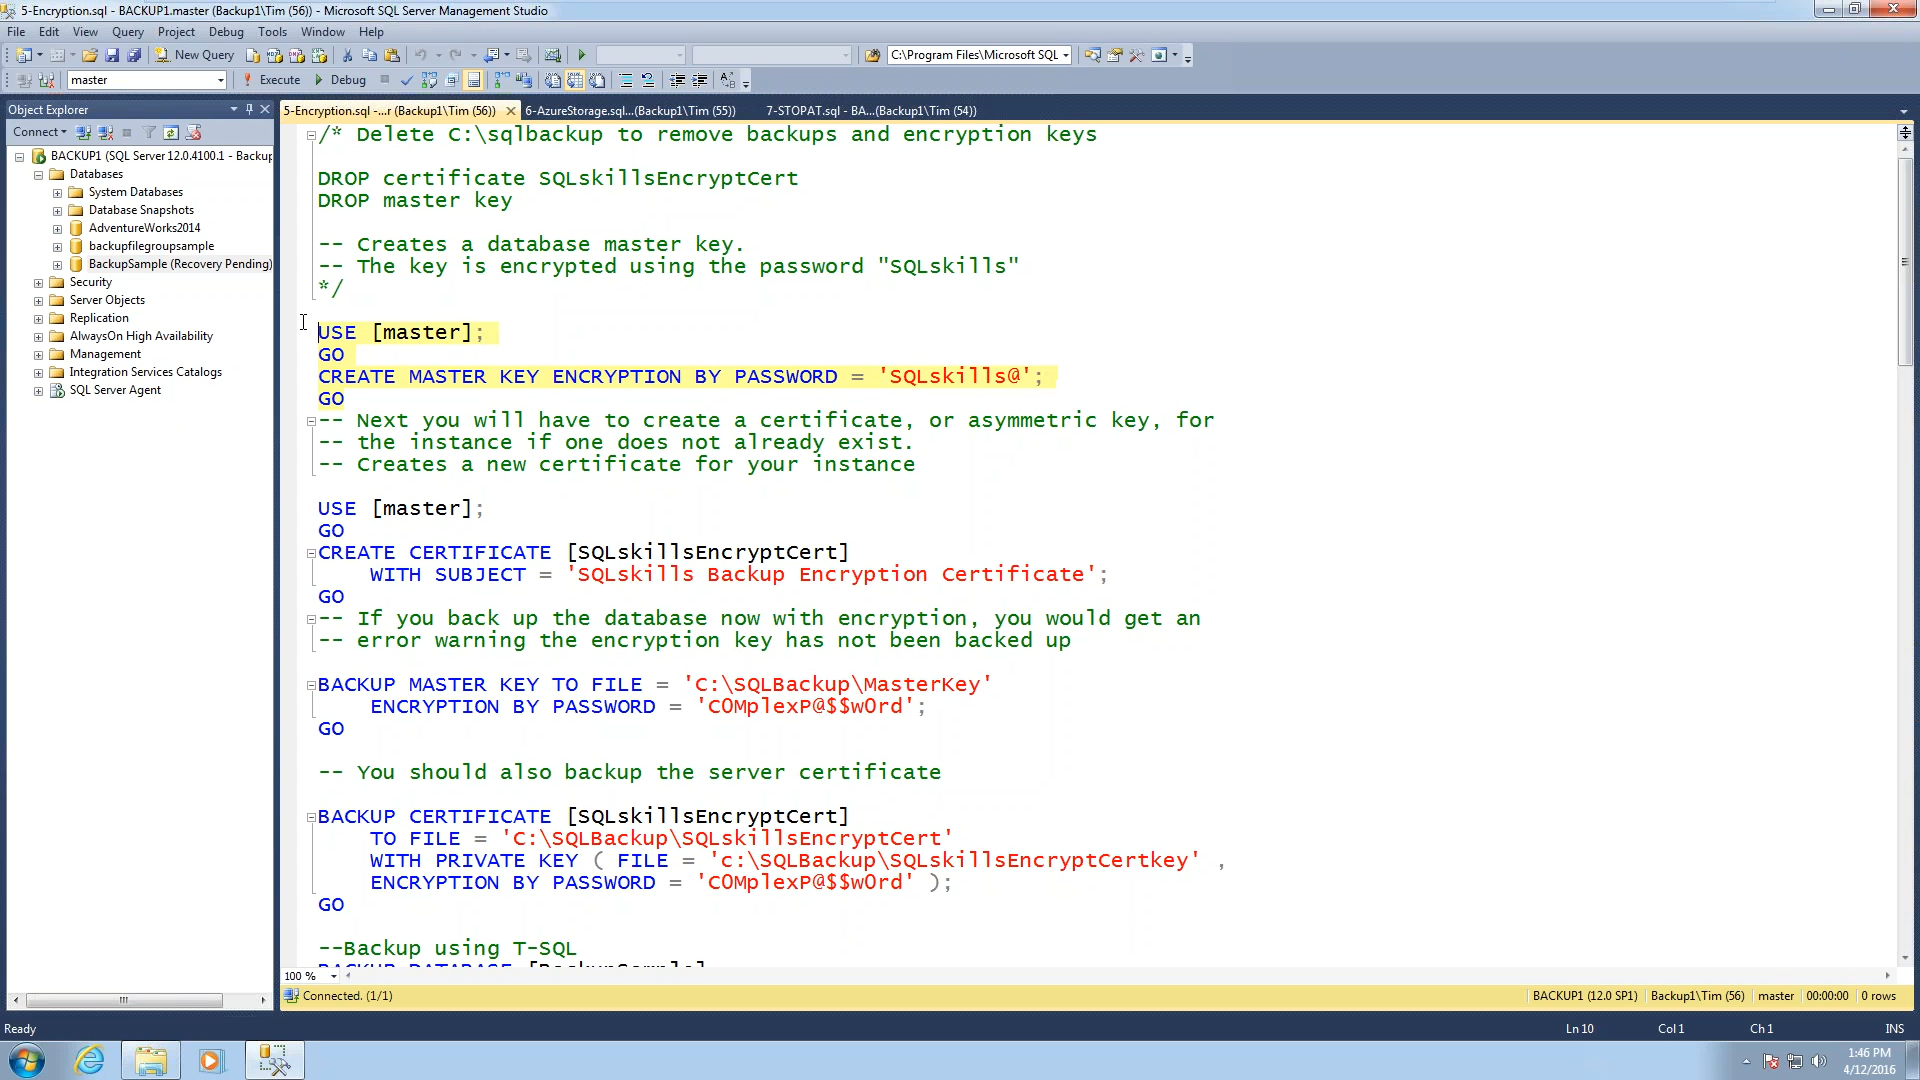 5-Encryption.sql - BACKUP1.master (Backup1\Tim (56)) - Microsoft SQL Server Management Studio
File Edit View Query Project Debug Tools Window Help
New Query C:\Program Files\Microsoft SQL
master Execute Debug
Object Explorer
5-Encryption.sql -...r (Backup1\Tim (56)) 6-AzureStorage.sql...(Backup1\Tim (55)) 7-STOPAT.sql - BA...(Backup1\Tim (54))
Connect
BACKUP1 (SQL Server 12.0.4100.1 - Backup
Databases
System Databases
Database Snapshots
AdventureWorks2014
backupfilegroupsample
BackupSample (Recovery Pending)
Security
Server Objects
Replication
AlwaysOn High Availability
Management
Integration Services Catalogs
SQL Server Agent
/* Delete C:\sqlbackup to remove backups and encryption keys
DROP certificate SQLskillsEncryptCert
DROP master key
-- Creates a database master key.
-- The key is encrypted using the password "SQLskills"
*/
USE [master];
GO
CREATE MASTER KEY ENCRYPTION BY PASSWORD = 'SQLskills@';
GO
-- Next you will have to create a certificate, or asymmetric key, for
-- the instance if one does not already exist.
-- Creates a new certificate for your instance
USE [master];
GO
CREATE CERTIFICATE [SQLskillsEncryptCert]
WITH SUBJECT = 'SQLskills Backup Encryption Certificate';
GO
-- If you back up the database now with encryption, you would get an
-- error warning the encryption key has not been backed up
BACKUP MASTER KEY TO FILE = 'C:\SQLBackup\MasterKey'
ENCRYPTION BY PASSWORD = 'C0MplexP@$$w0rd';
GO
-- You should also backup the server certificate
BACKUP CERTIFICATE [SQLskillsEncryptCert]
TO FILE = 'C:\SQLBackup\SQLskillsEncryptCert'
WITH PRIVATE KEY ( FILE = 'c:\SQLBackup\SQLskillsEncryptCertkey' ,
ENCRYPTION BY PASSWORD = 'C0MplexP@$$w0rd' );
GO
--Backup using T-SQL
BACKUP DATABASE [BackupSample]
100 %
Connected. (1/1) BACKUP1 (12.0 SP1) Backup1\Tim (56) master 00:00:00 0 rows
Ready Ln 10 Col 1 Ch 1 INS
1:46 PM
4/12/2016